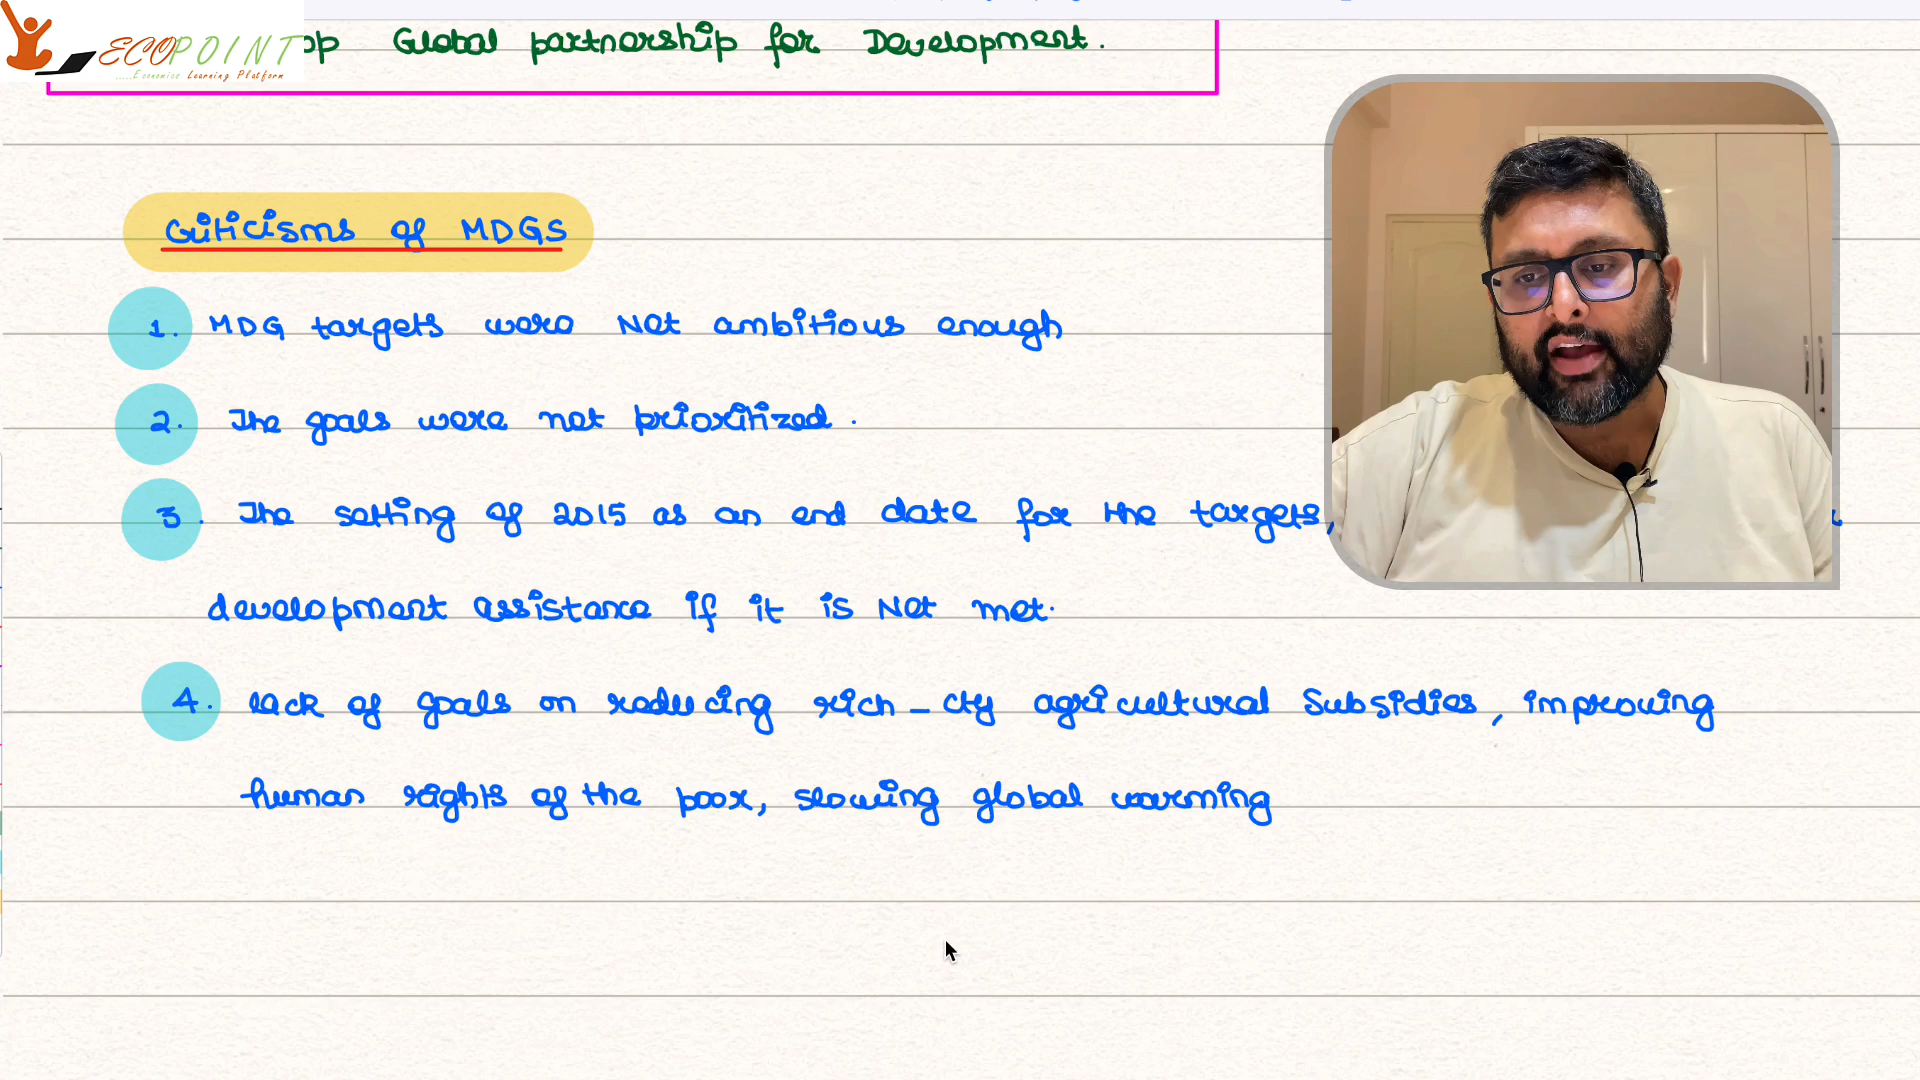 ECOPOINT
.....Economics Learning Platform
op Global partnership for Development.
Criticisms of MDGS
1. MDG targets were Not ambitious enough
2. The goals were not prioritized.
3. The setting of 2015 as an end date for the targets,
development assistance if it is Not met.
4. Lack of goals on reducing rich-cty agricultural Subsidies, improving
human rights of the poor, slowing global warming